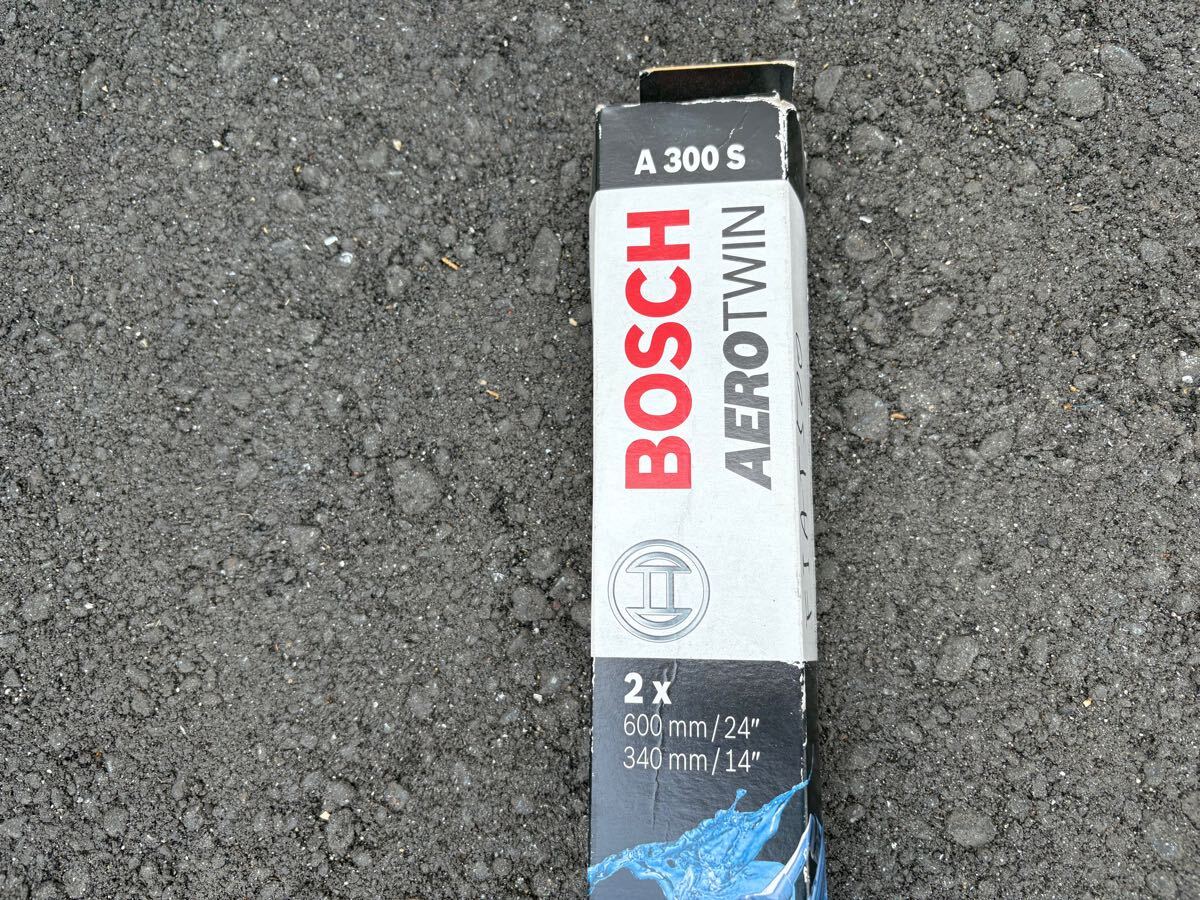 A 300 S
BOSCH
AEROTWIN
2 x
600 mm/24"
340 mm/14"